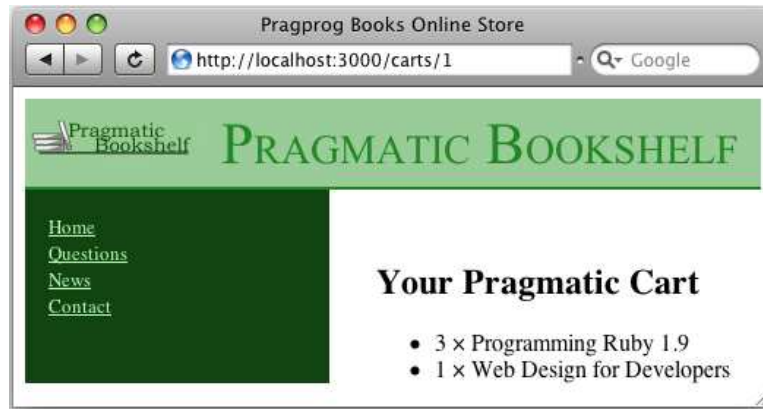 Pragprog Books Online Store
http://localhost:3000/carts/1
Google
Pragmatic
Bookshelf
PRAGMATIC BOOKSHELF
Home
Questions
News
Contact
Your Pragmatic Cart
• 3 × Programming Ruby 1.9
• 1 × Web Design for Developers